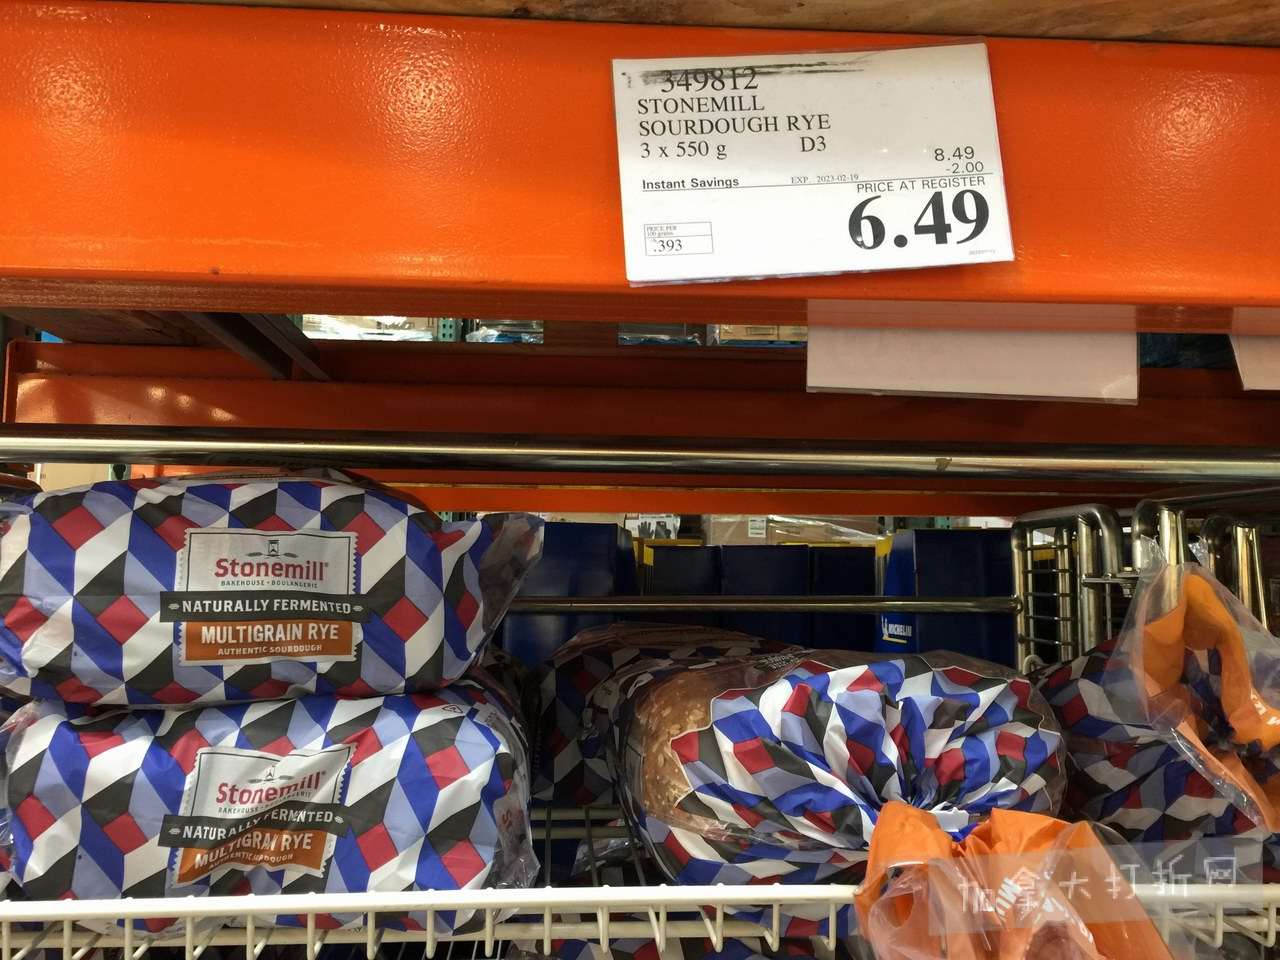 349812
STONEMILL
SOURDOUGH RYE
3 x 550 g D3
8.49
-2.00
Instant Savings EXP. 2023-02-19
PRICE AT REGISTER
6.49
PRICE PER
100 grams
.393
Stonemill®
BAKEHOUSE • BOULANGERIE
NATURALLY FERMENTED
MULTIGRAIN RYE
AUTHENTIC SOURDOUGH
MICHELIN
Stonemill®
BAKEHOUSE • BOULANGERIE
NATURALLY FERMENTED
MULTIGRAIN RYE
AUTHENTIC SOURDOUGH
加拿大打折网